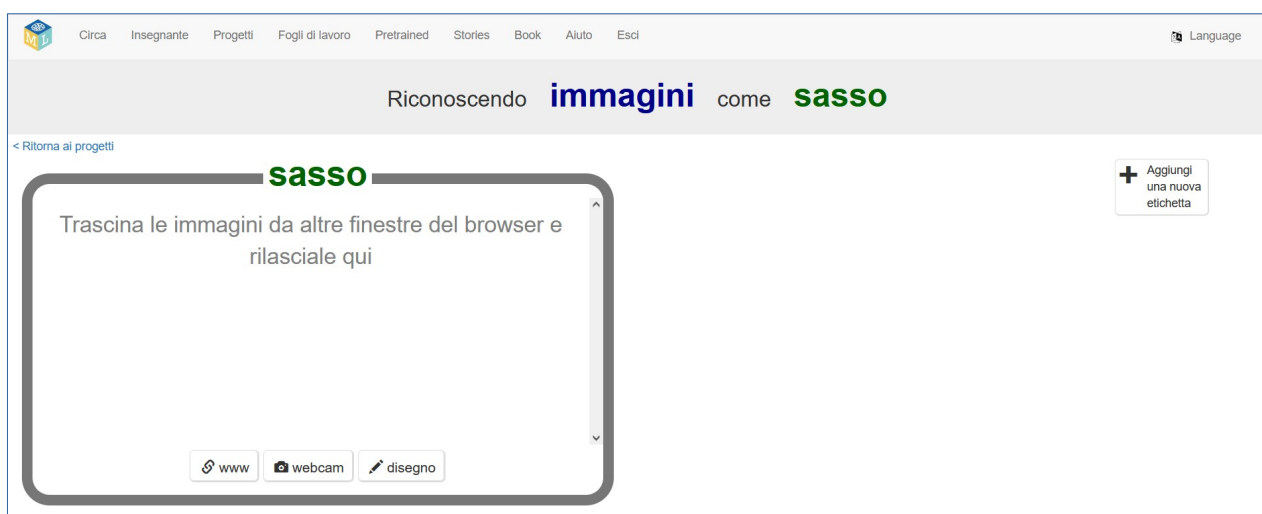 ML
Circa Insegnante Progetti Fogli di lavoro Pretrained Stories Book Aiuto Esci Language
Riconoscendo immagini come sasso
< Ritorna ai progetti
sasso
Aggiungi
una nuova
etichetta
Trascina le immagini da altre finestre del browser e
rilasciale qui
www webcam disegno